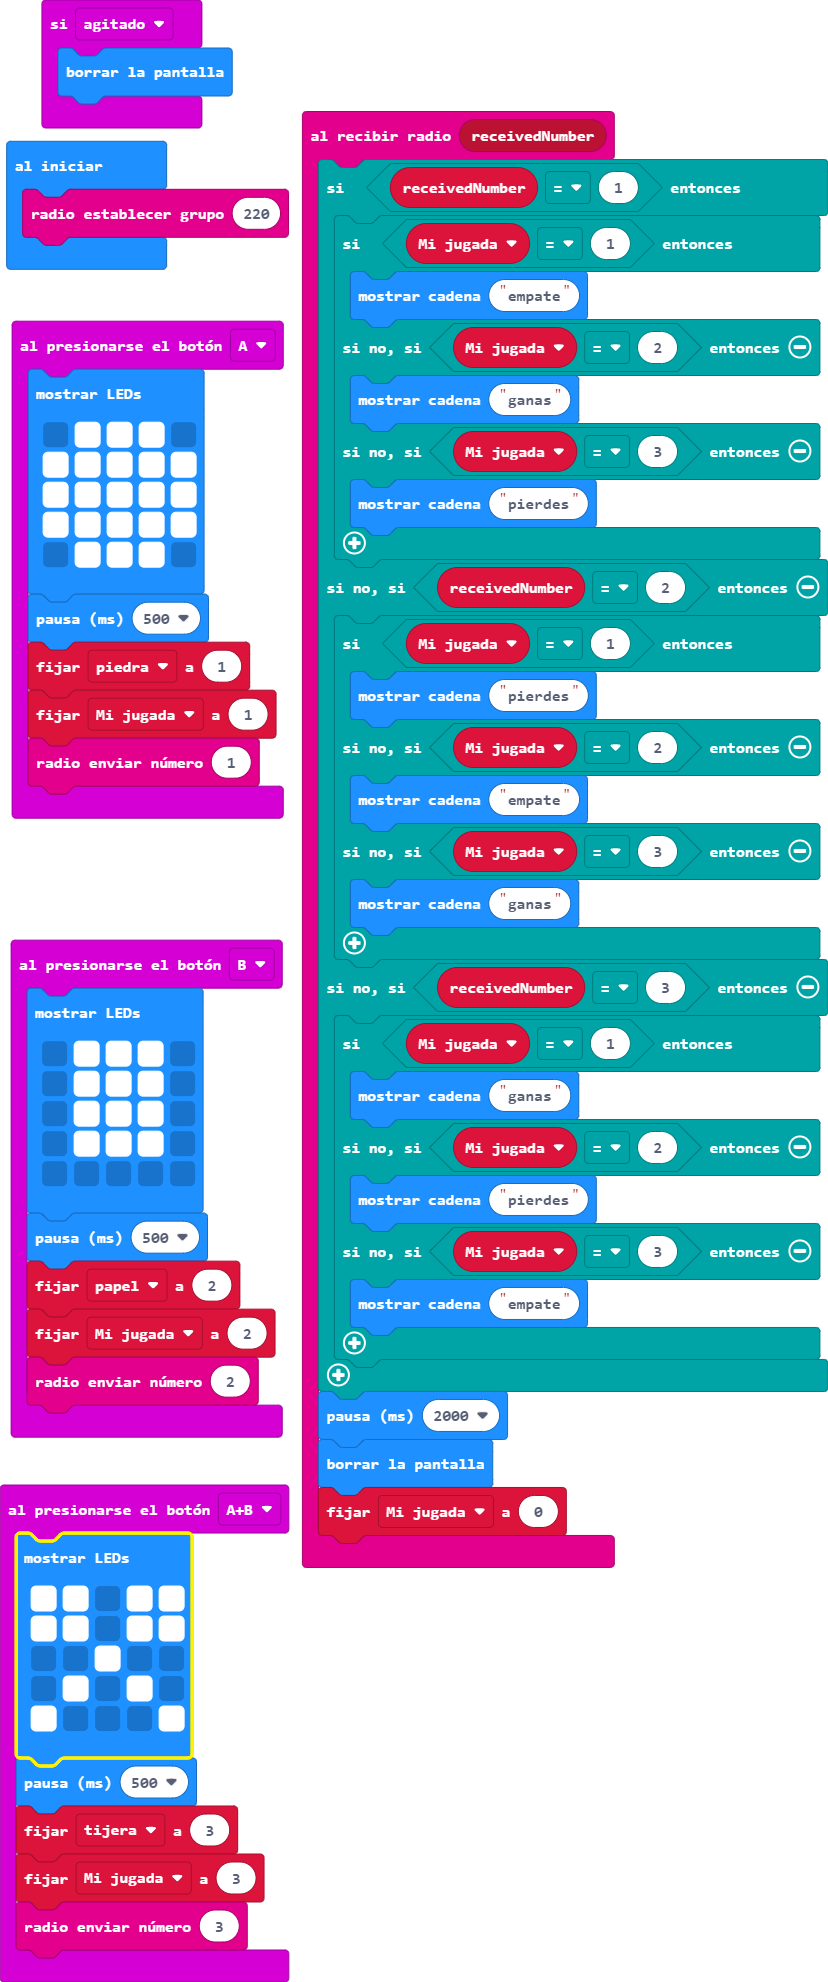 si agitado
borrar la pantalla
al iniciar
radio establecer grupo 220
al presionarse el botón A
mostrar LEDs
pausa (ms) 500
fijar piedra a 1
fijar Mi jugada a 1
radio enviar número 1
al presionarse el botón B
mostrar LEDs
pausa (ms) 500
fijar papel a 2
fijar Mi jugada a 2
radio enviar número 2
al presionarse el botón A+B
mostrar LEDs
pausa (ms) 500
fijar tijera a 3
fijar Mi jugada a 3
radio enviar número 3
al recibir radio receivedNumber
si receivedNumber = 1 entonces
si Mi jugada = 1 entonces
mostrar cadena "empate"
si no, si Mi jugada = 2 entonces
mostrar cadena "ganas"
si no, si Mi jugada = 3 entonces
mostrar cadena "pierdes"
si no, si receivedNumber = 2 entonces
si Mi jugada = 1 entonces
mostrar cadena "pierdes"
si no, si Mi jugada = 2 entonces
mostrar cadena "empate"
si no, si Mi jugada = 3 entonces
mostrar cadena "ganas"
si no, si receivedNumber = 3 entonces
si Mi jugada = 1 entonces
mostrar cadena "ganas"
si no, si Mi jugada = 2 entonces
mostrar cadena "pierdes"
si no, si Mi jugada = 3 entonces
mostrar cadena "empate"
pausa (ms) 2000
borrar la pantalla
fijar Mi jugada a 0